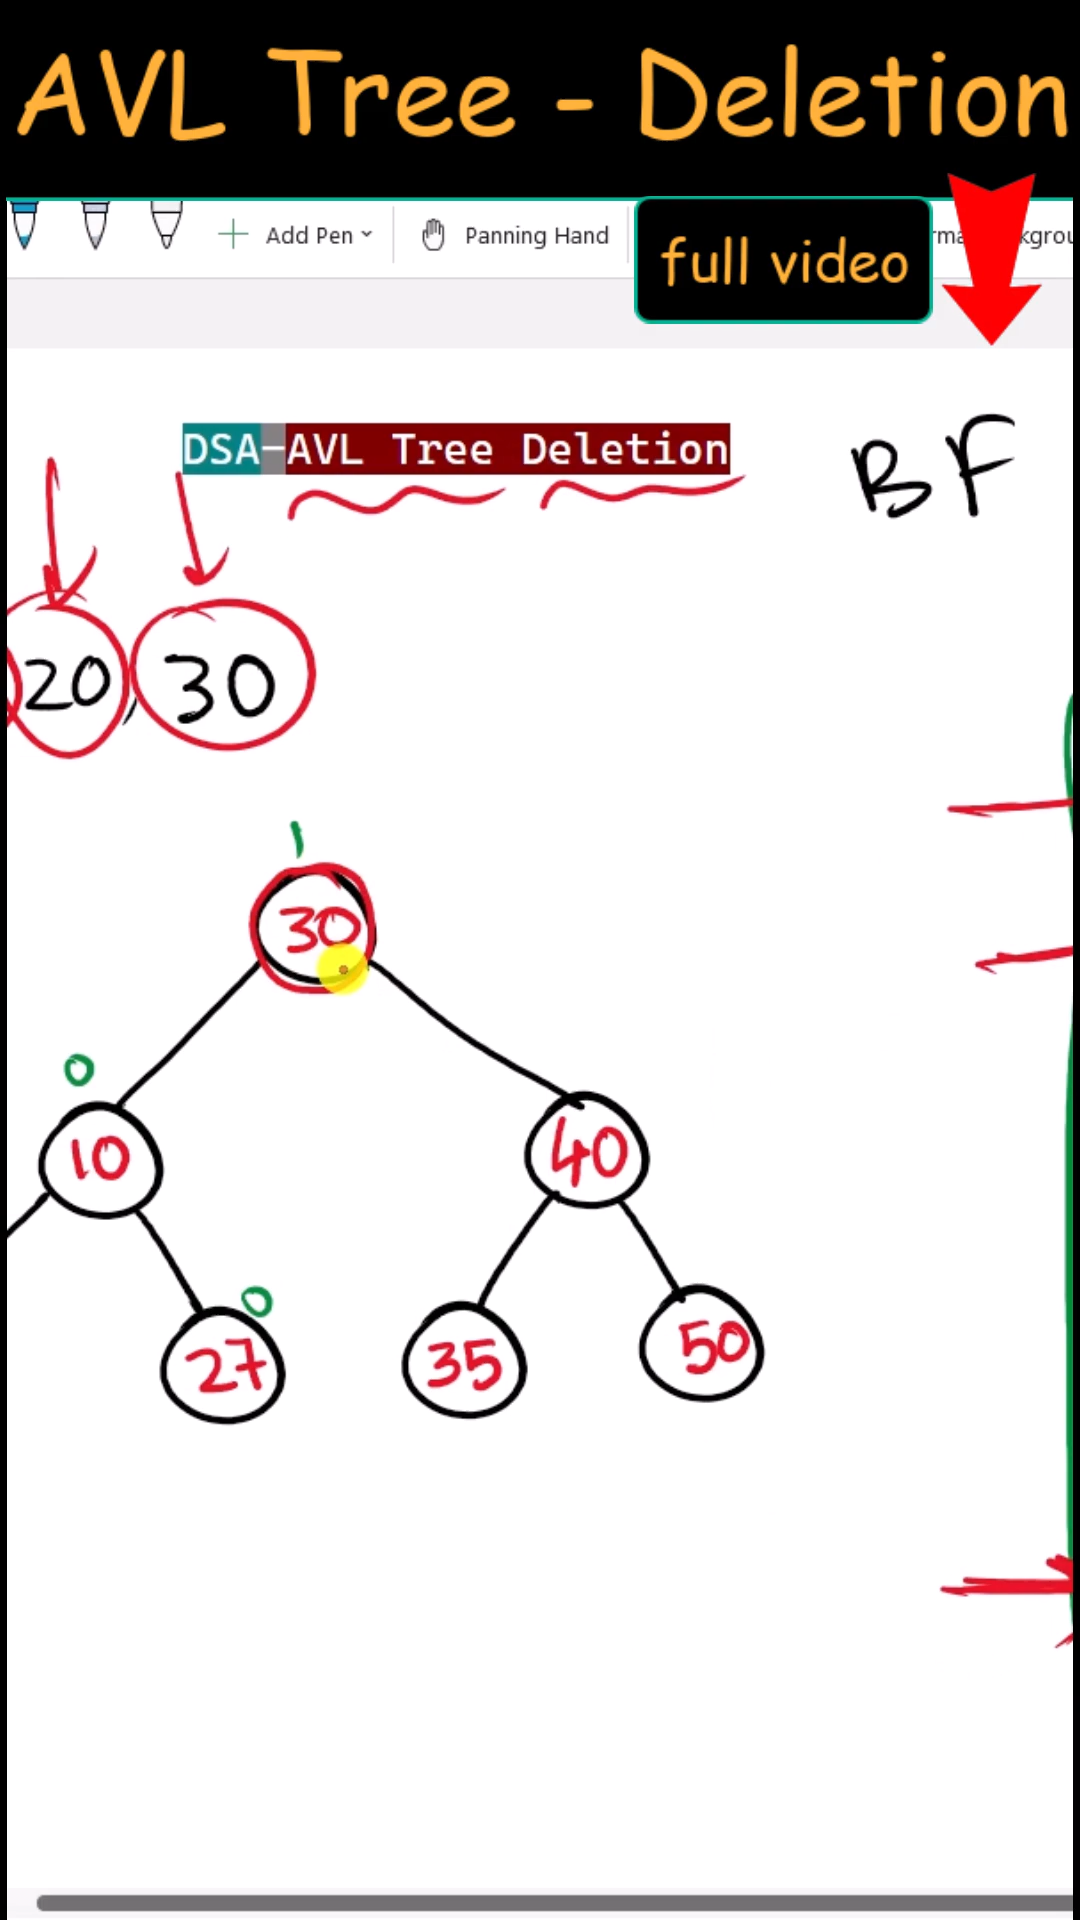 AVL Tree - Deletion
Add Pen
Panning Hand
full video
DSA-AVL Tree Deletion
BF
20, 30
1
30
0
10
40
0
27
35
50